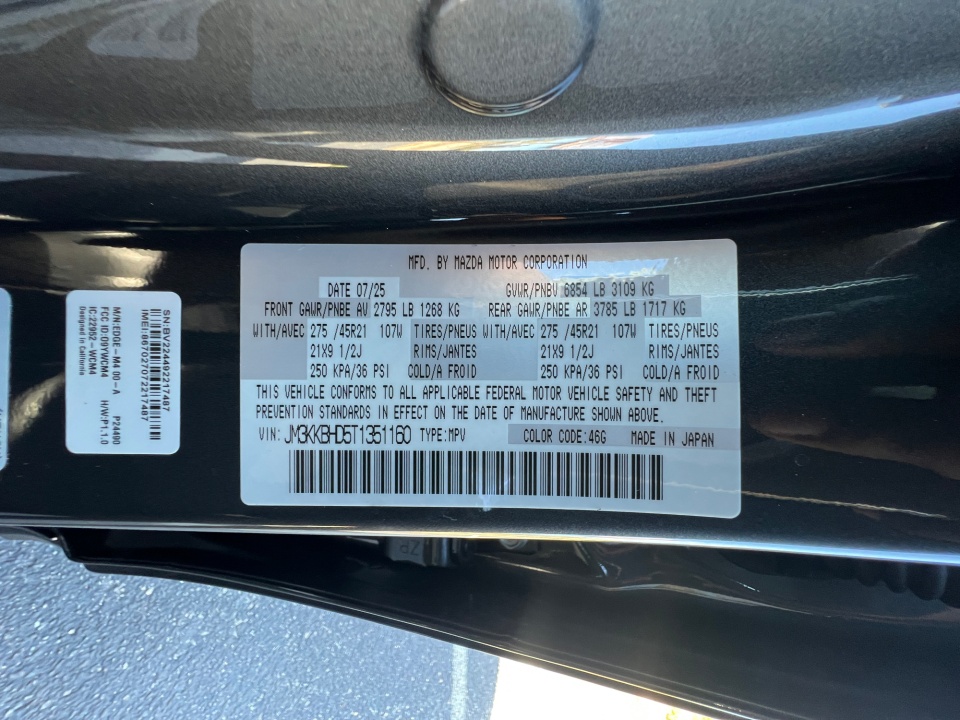 MFD. BY MAZDA MOTOR CORPORATION
DATE 07/25 GVWR/PNBV 6854 LB 3109 KG
FRONT GAWR/PNBE AV 2795 LB 1268 KG REAR GAWR/PNBE AR 3785 LB 1717 KG
WITH/AVEC 275 /45R21 107W TIRES/PNEUS WITH/AVEC 275 /45R21 107W TIRES/PNEUS
21X9 1/2J RIMS/JANTES 21X9 1/2J RIMS/JANTES
250 KPA/36 PSI COLD/A FROID 250 KPA/36 PSI COLD/A FROID
THIS VEHICLE CONFORMS TO ALL APPLICABLE FEDERAL MOTOR VEHICLE SAFETY AND THEFT
PREVENTION STANDARDS IN EFFECT ON THE DATE OF MANUFACTURE SHOWN ABOVE.
VIN: JM3KKBHD5T1351160 TYPE:MPV COLOR CODE:46G MADE IN JAPAN
SN:BV224492217487
IMEI:867027072217487
M/N:EDGE-M4 00-A P24490
FCC ID:O9YWCM4 H/W:P1.1.0
IC:22952-WCM4
Designed in California